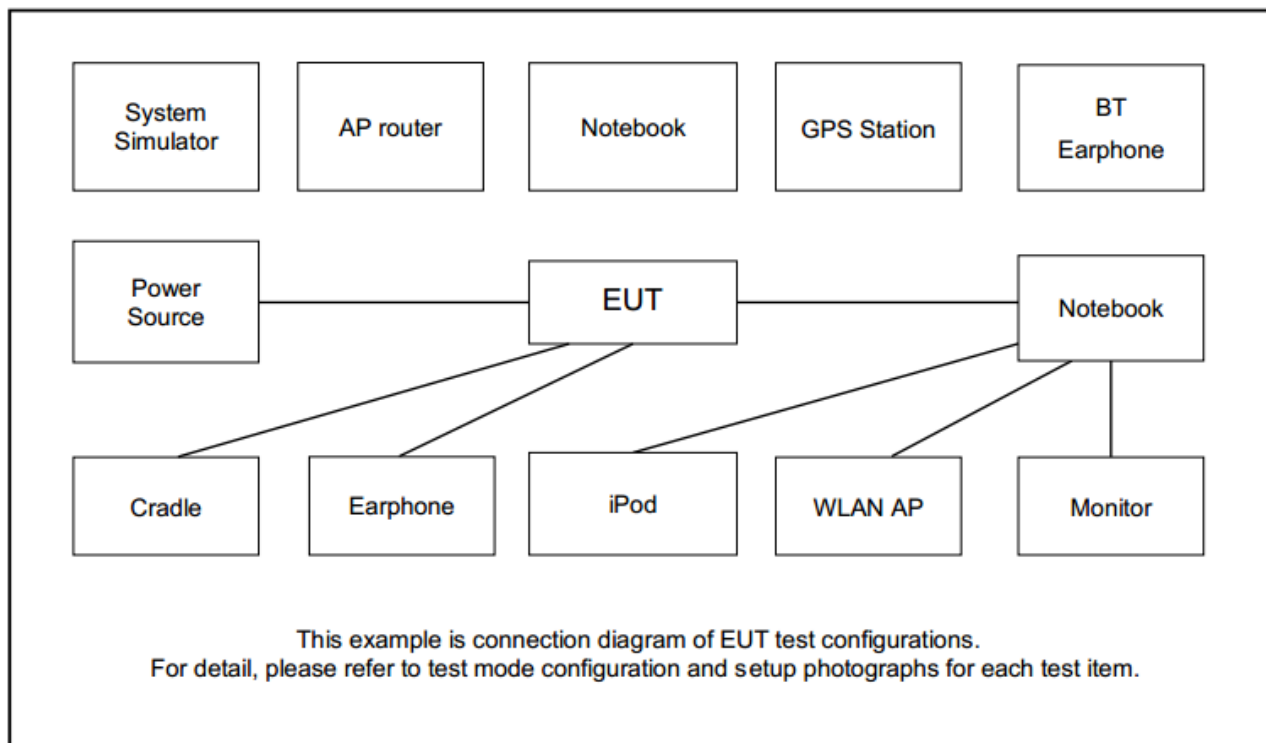 System
Simulator
AP router
Notebook
GPS Station
BT
Earphone
Power
Source
EUT
Notebook
Cradle
Earphone
iPod
WLAN AP
Monitor
This example is connection diagram of EUT test configurations.
For detail, please refer to test mode configuration and setup photographs for each test item.